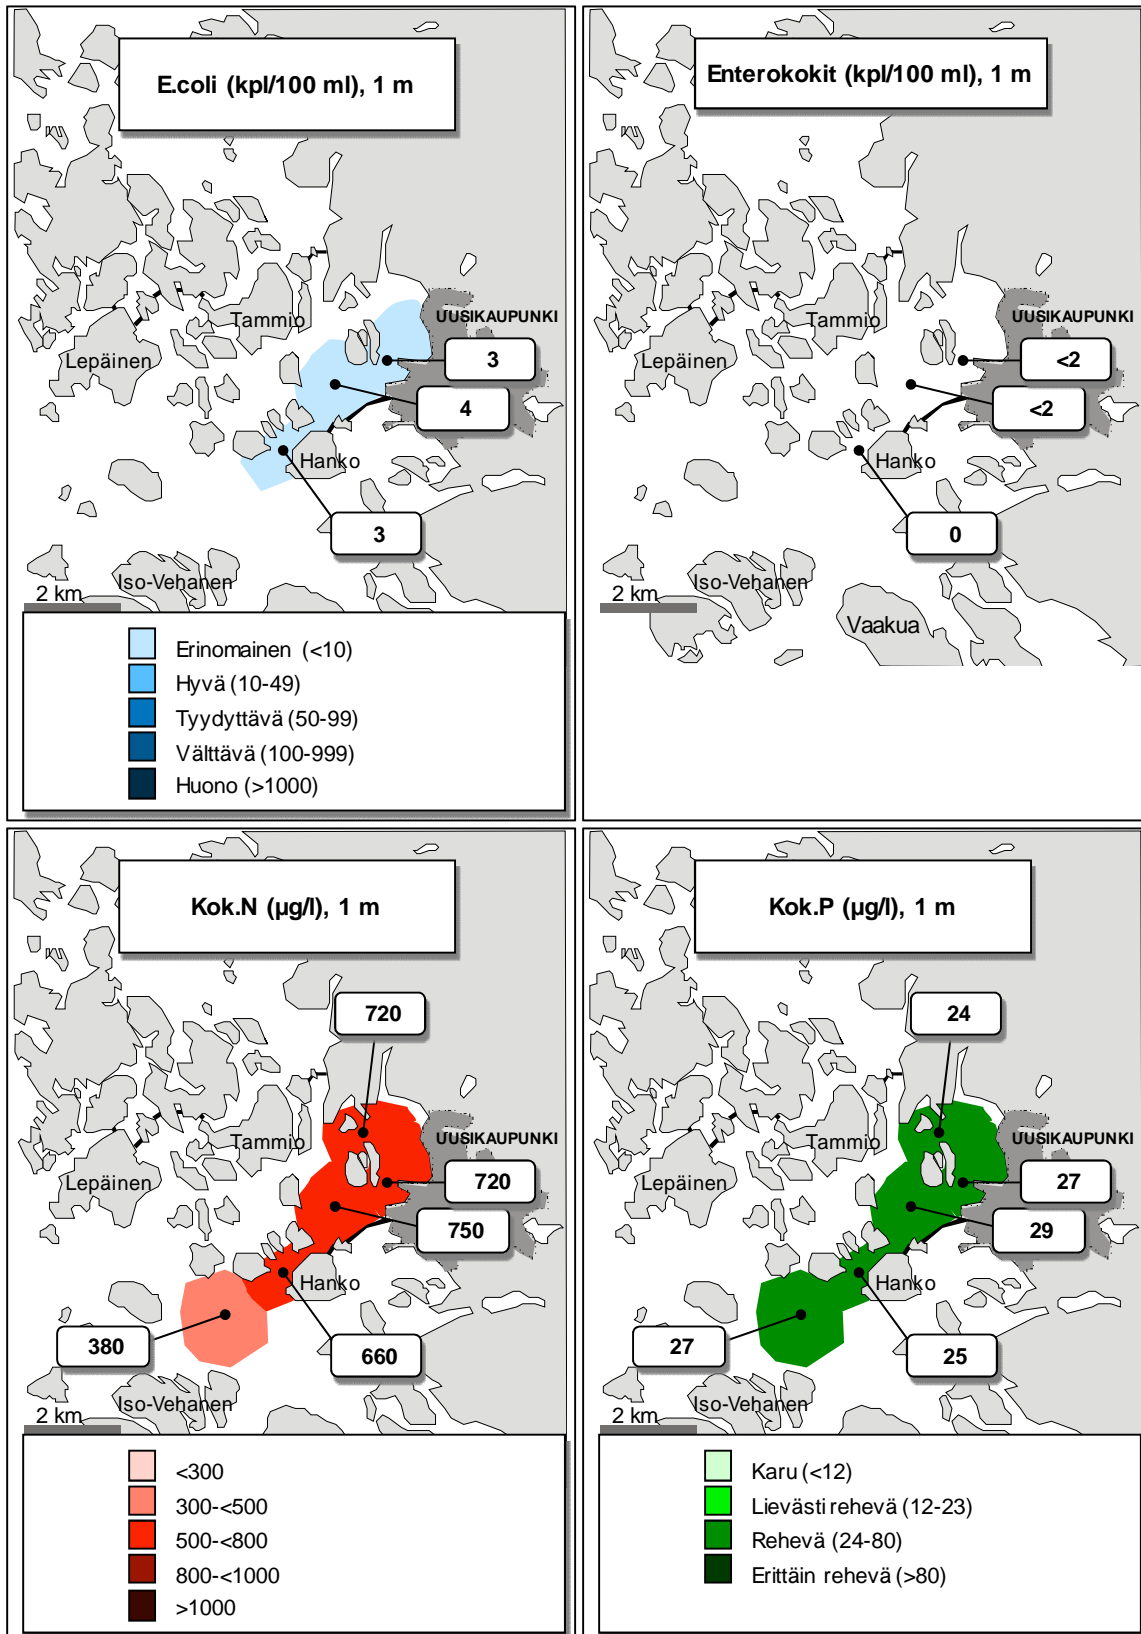 E.coli (kpl/100 ml), 1 m
UUSIKAUPUNKI
Tammio
Lepäinen
3
4
Hanko
3
Iso-Vehanen
2 km
Erinomainen (<10)
Hyvä (10-49)
Tyydyttävä (50-99)
Välttävä (100-999)
Huono (>1000)
Enterokokit (kpl/100 ml), 1 m
UUSIKAUPUNKI
Tammio
Lepäinen
<2
<2
Hanko
0
Iso-Vehanen
2 km
Vaakua
Kok.N (µg/l), 1 m
720
UUSIKAUPUNKI
Tammio
Lepäinen
720
750
Hanko
380
660
Iso-Vehanen
2 km
<300
300-<500
500-<800
800-<1000
>1000
Kok.P (µg/l), 1 m
24
UUSIKAUPUNKI
Tammio
Lepäinen
27
29
Hanko
27
25
Iso-Vehanen
2 km
Karu (<12)
Lievästi rehevä (12-23)
Rehevä (24-80)
Erittäin rehevä (>80)